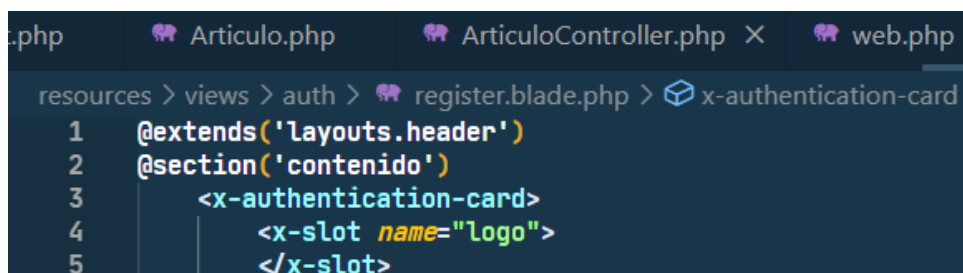 t.php Articulo.php ArticuloController.php × web.php
resources > views > auth > register.blade.php > x-authentication-card
1 @extends('layouts.header')
2 @section('contenido')
3 <x-authentication-card>
4 <x-slot name="logo">
5 </x-slot>